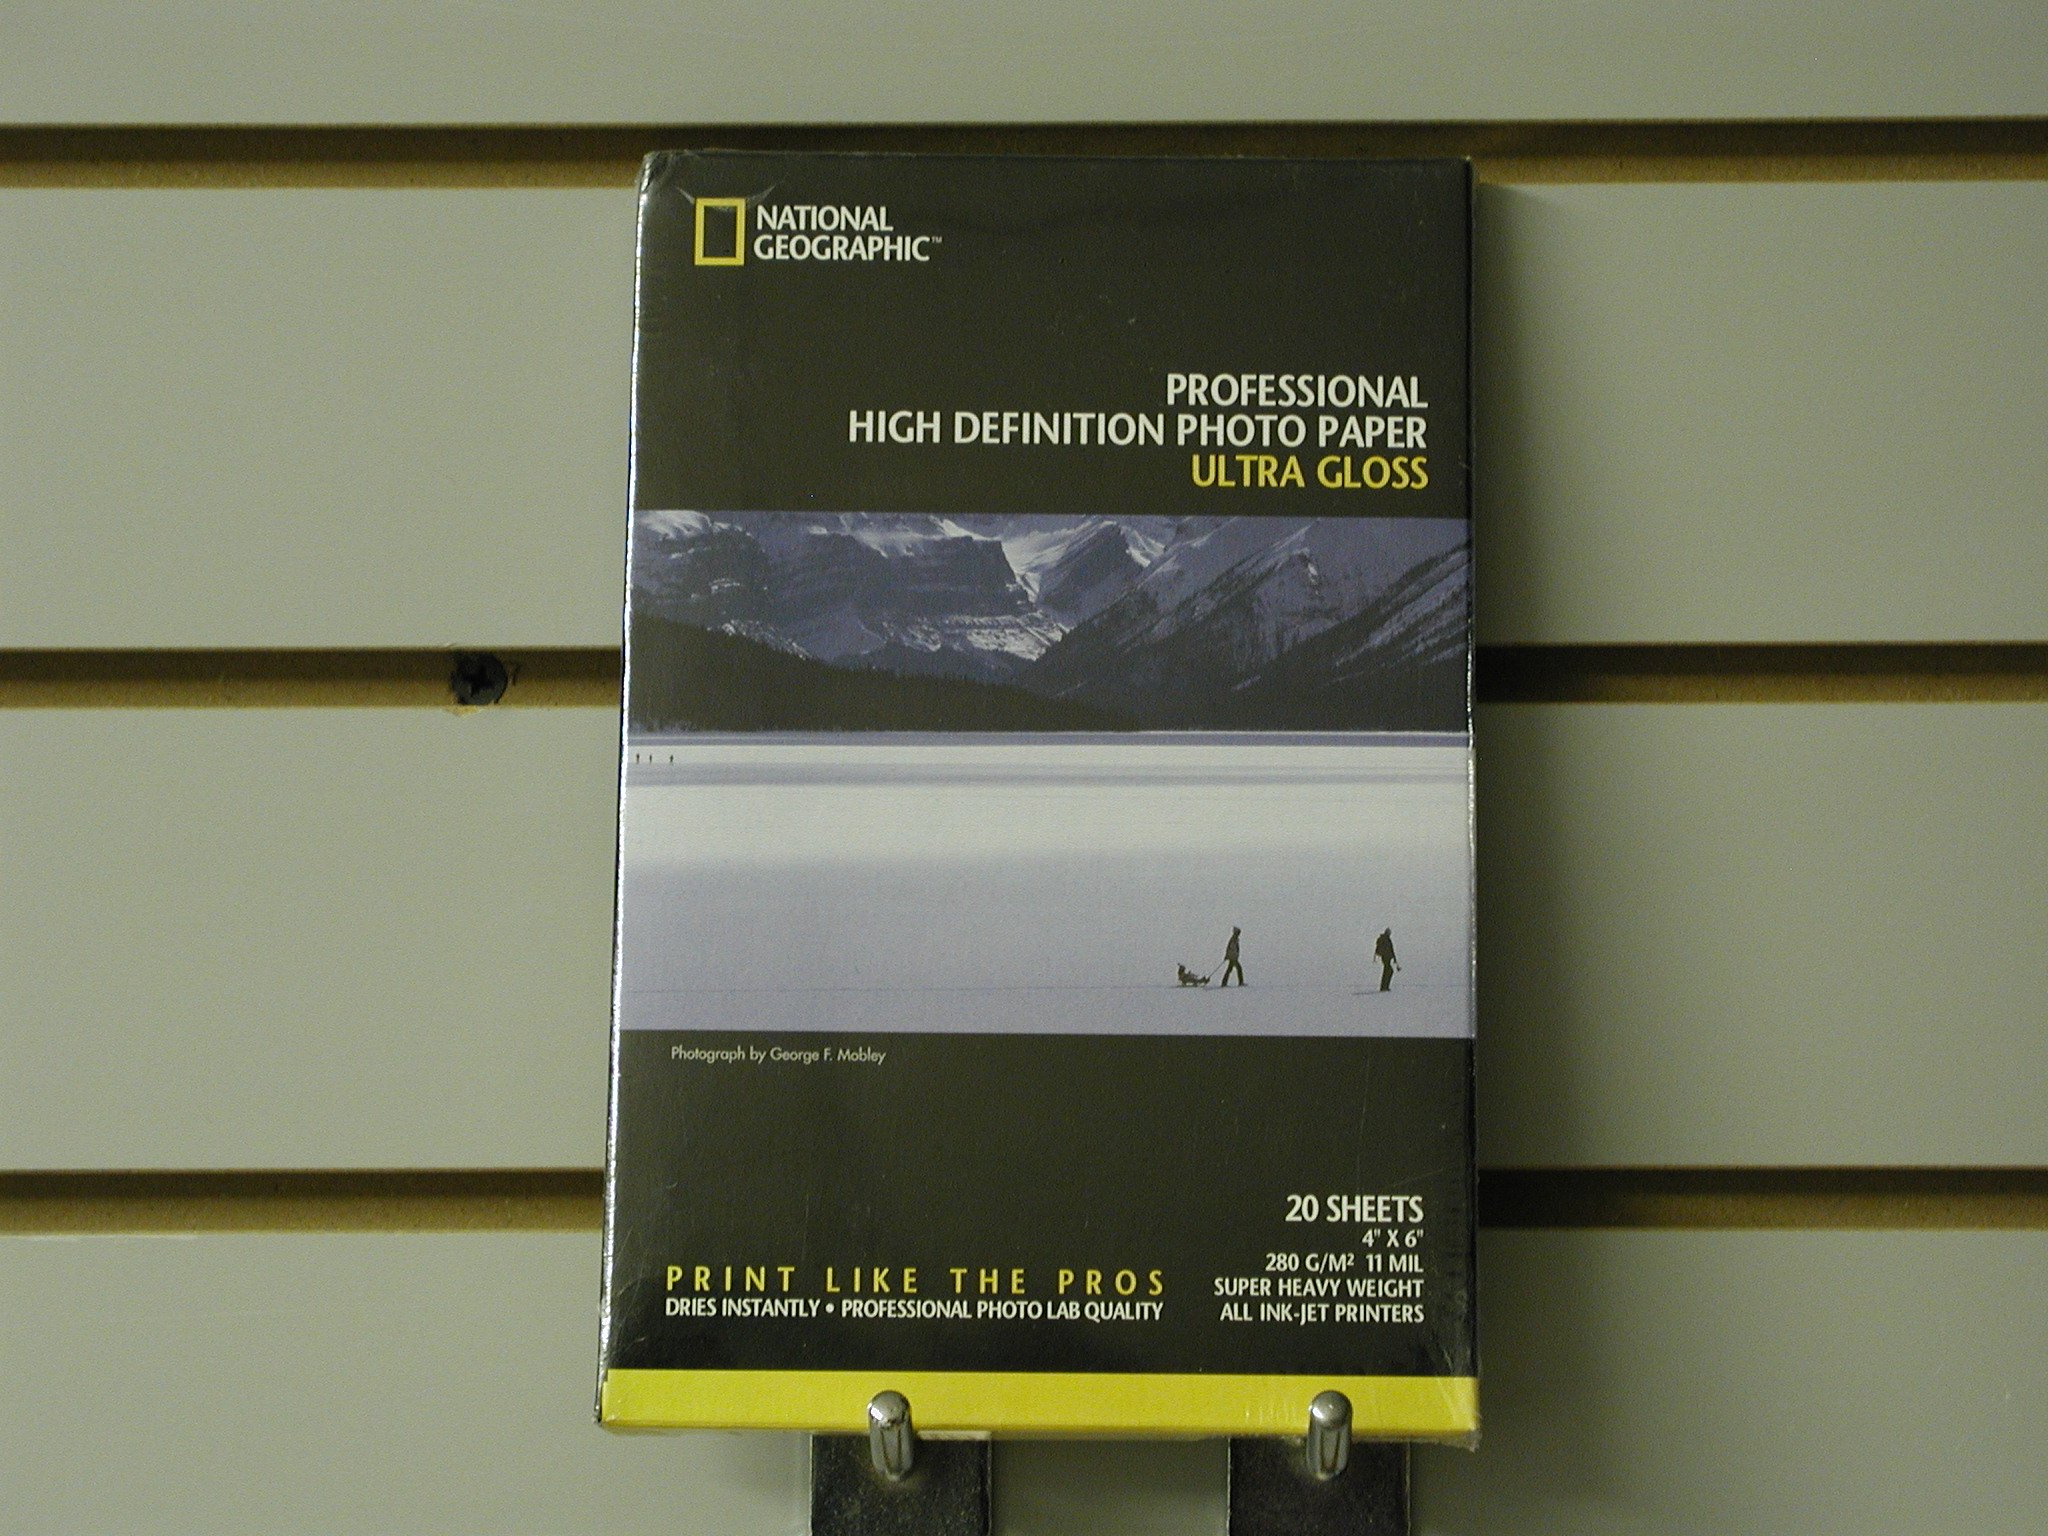 NATIONAL
GEOGRAPHIC™
PROFESSIONAL
HIGH DEFINITION PHOTO PAPER
ULTRA GLOSS
Photograph by George F. Mobley
20 SHEETS
4" X 6"
280 G/M² 11 MIL
SUPER HEAVY WEIGHT
ALL INK-JET PRINTERS
PRINT LIKE THE PROS
DRIES INSTANTLY • PROFESSIONAL PHOTO LAB QUALITY